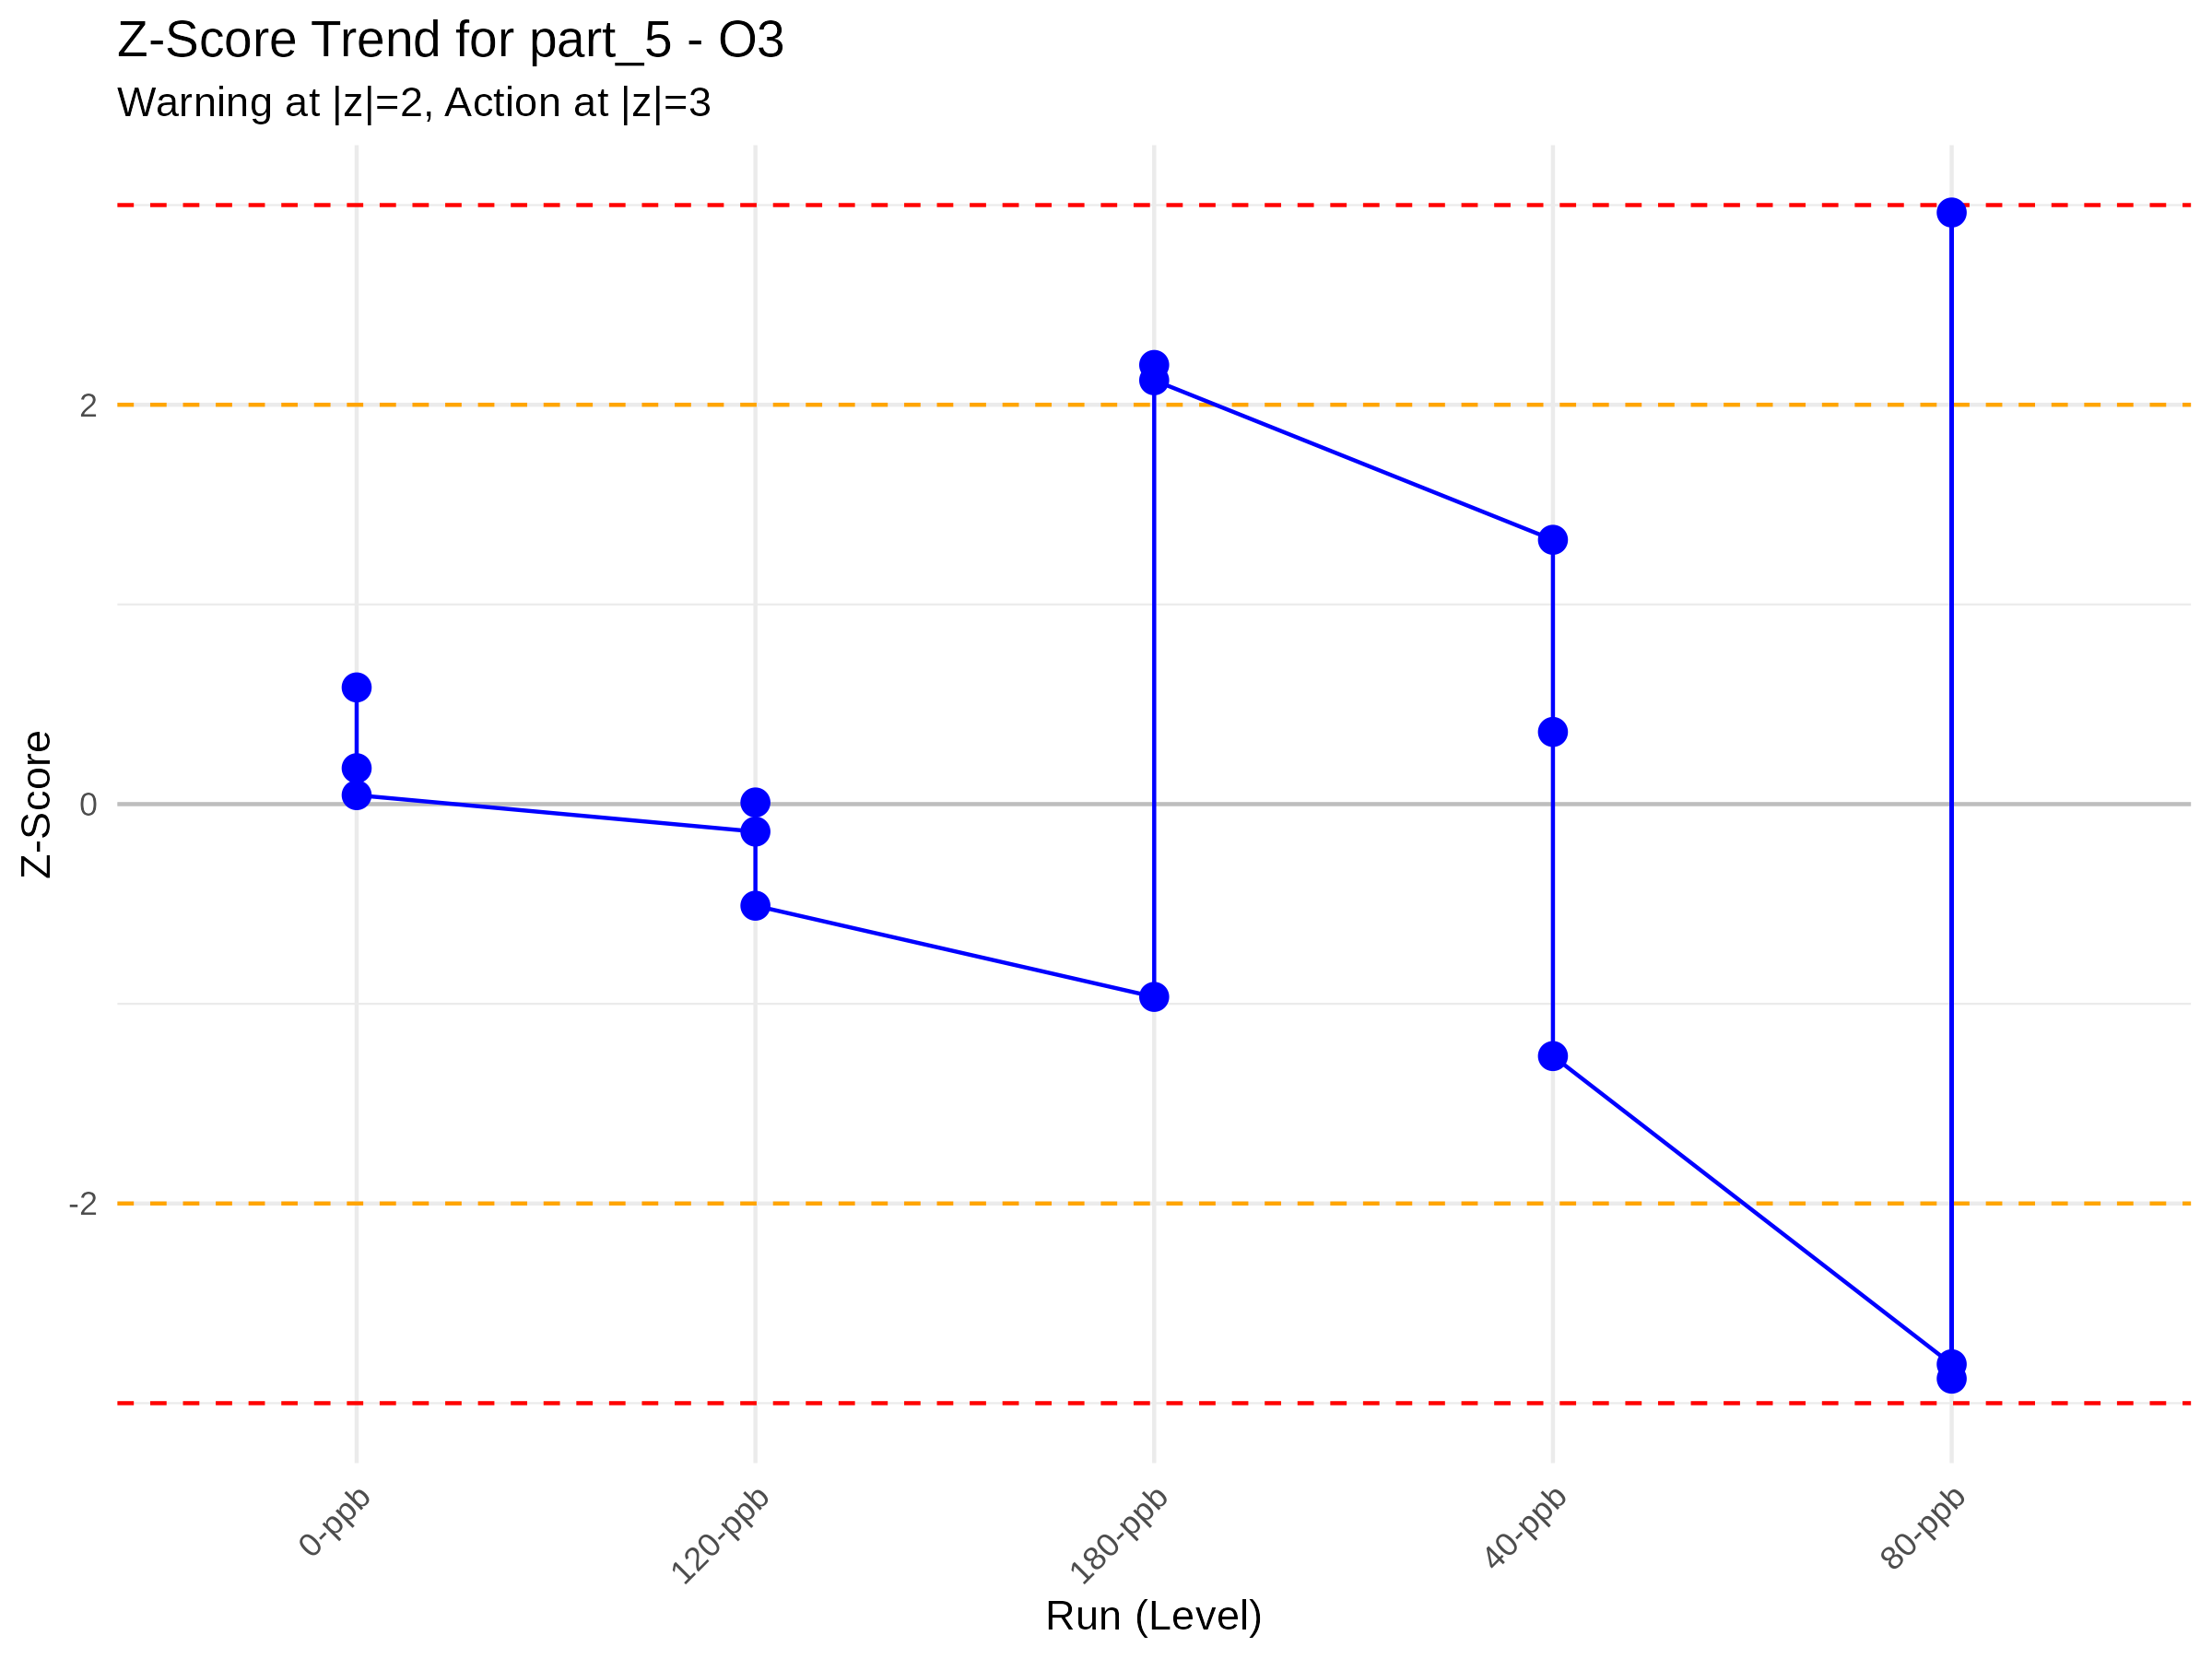 Z-Score Trend for part_5 - O3
Warning at |z|=2, Action at |z|=3
Z-Score
2
0
-2
0-ppb
120-ppb
180-ppb
40-ppb
80-ppb
Run (Level)